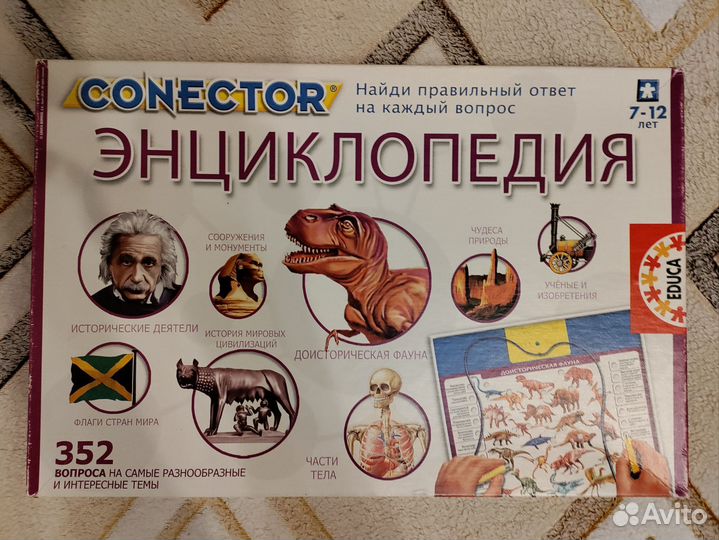 CONECTOR®
Найди правильный ответ
на каждый вопрос
7-12
лет
ЭНЦИКЛОПЕДИЯ
СООРУЖЕНИЯ
И МОНУМЕНТЫ
ЧУДЕСА
ПРИРОДЫ
УЧЁНЫЕ И
ИЗОБРЕТЕНИЯ
EDUCA
ИСТОРИЧЕСКИЕ ДЕЯТЕЛИ
ИСТОРИЯ МИРОВЫХ
ЦИВИЛИЗАЦИЙ
ДОИСТОРИЧЕСКАЯ ФАУНА
ДОИСТОРИЧЕСКАЯ ФАУНА
ФЛАГИ СТРАН МИРА
ЧАСТИ
ТЕЛА
352
ВОПРОСА НА САМЫЕ РАЗНООБРАЗНЫЕ
И ИНТЕРЕСНЫЕ ТЕМЫ
Avito